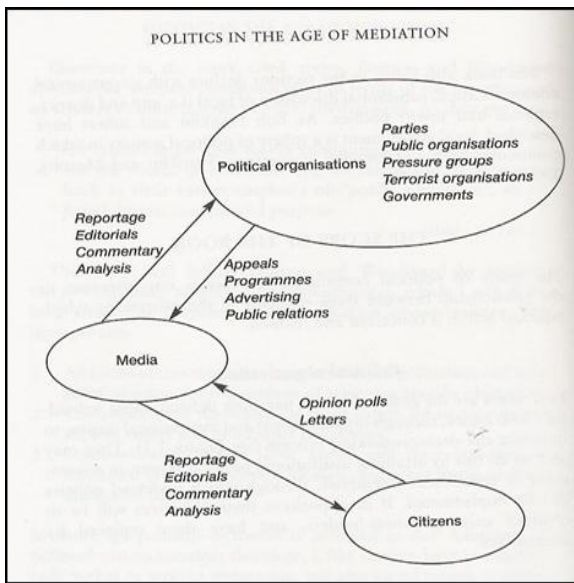 POLITICS IN THE AGE OF MEDIATION
Political organisations
Parties
Public organisations
Pressure groups
Terrorist organisations
Governments
Reportage
Editorials
Commentary
Analysis
Appeals
Programmes
Advertising
Public relations
Media
Opinion polls
Letters
Reportage
Editorials
Commentary
Analysis
Citizens